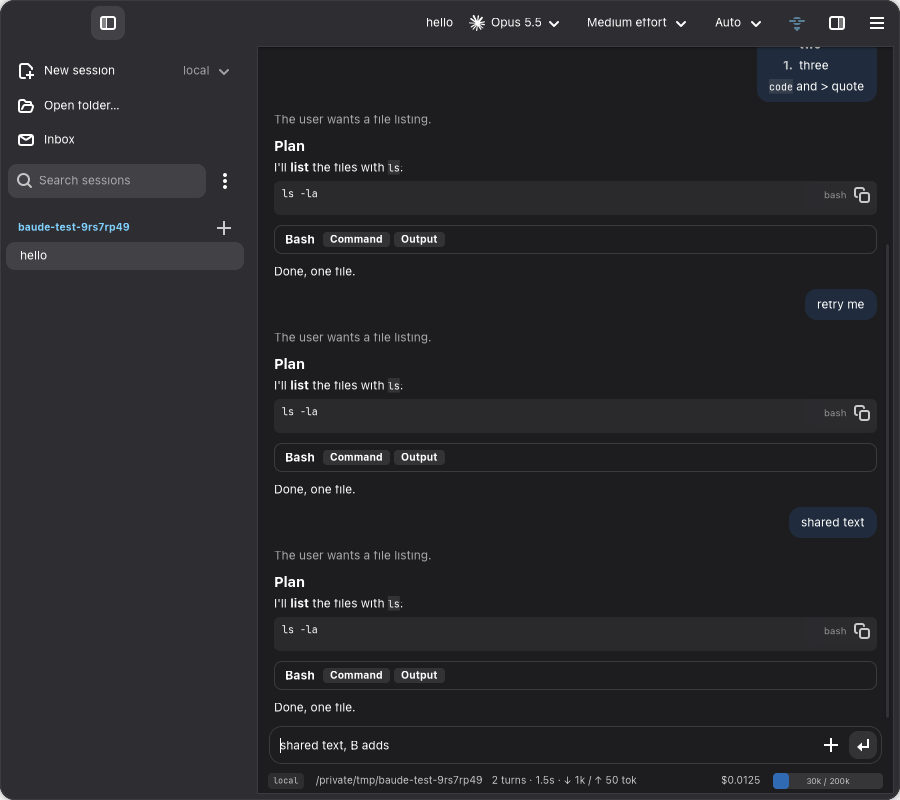 hello Opus 5.5 Medium effort Auto
New session local
Open folder...
Inbox
Search sessions
baude-test-9rs7rp49
hello
1. three
code and > quote
The user wants a file listing.
Plan
I'll list the files with ls.
ls -la bash
Bash Command Output
Done, one file.
retry me
The user wants a file listing.
Plan
I'll list the files with ls.
ls -la bash
Bash Command Output
Done, one file.
shared text
The user wants a file listing.
Plan
I'll list the files with ls.
ls -la bash
Bash Command Output
Done, one file.
shared text, B adds
local /private/tmp/baude-test-9rs7rp49 2 turns · 1.5s · ↓ 1k / ↑ 50 tok $0.0125 30k / 200k